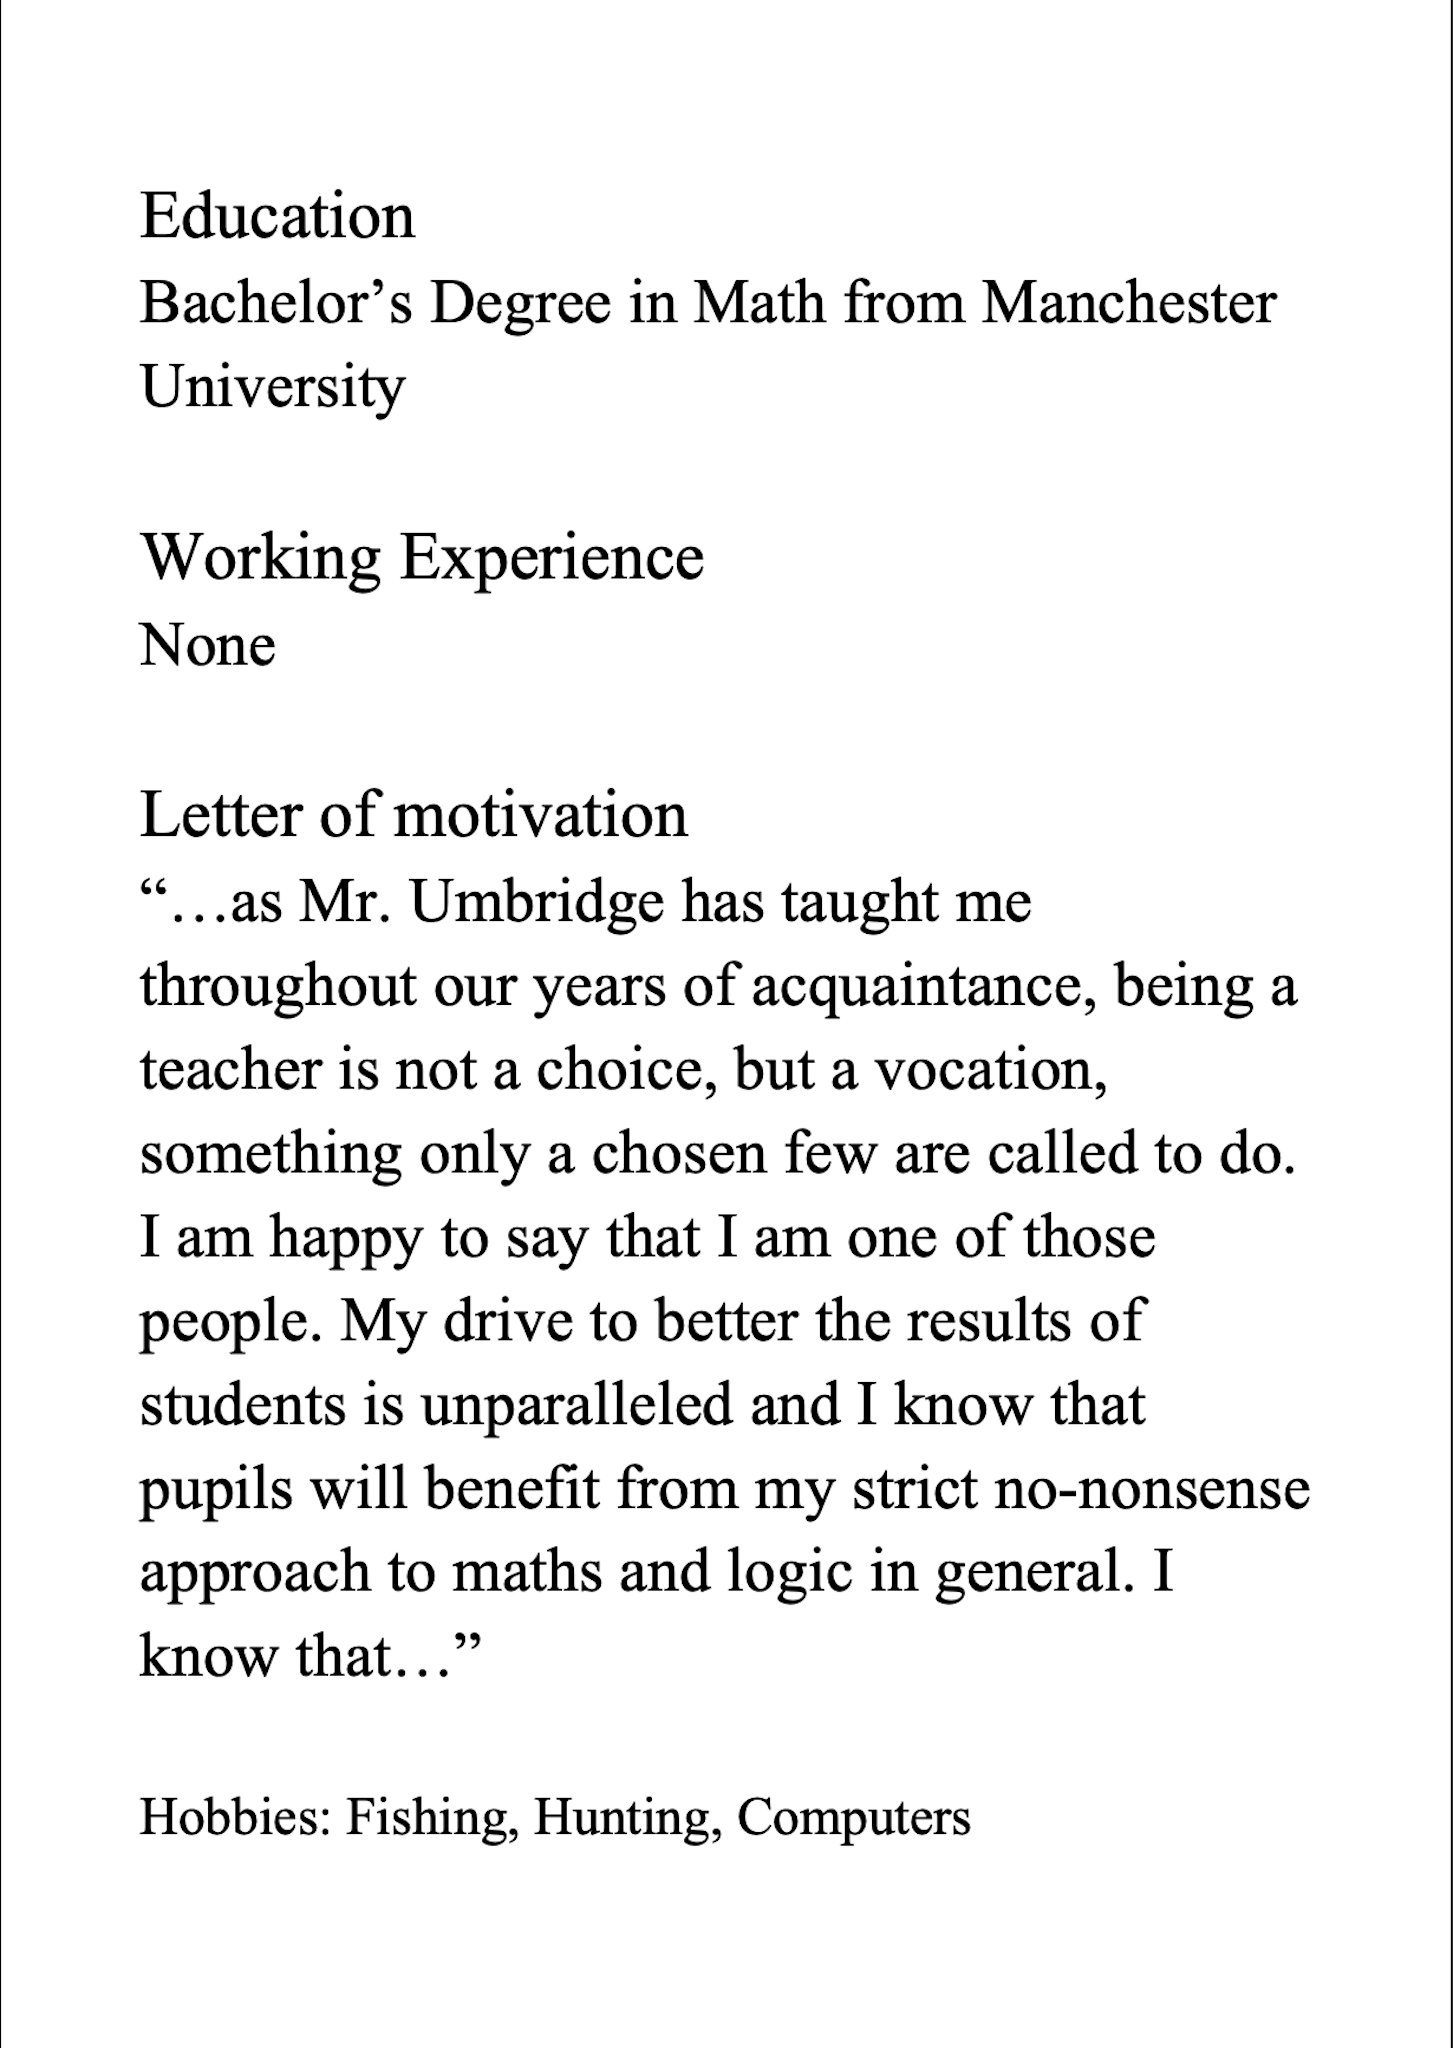 Education
Bachelor’s Degree in Math from Manchester
University
Working Experience
None
Letter of motivation
“…as Mr. Umbridge has taught me
throughout our years of acquaintance, being a
teacher is not a choice, but a vocation,
something only a chosen few are called to do.
I am happy to say that I am one of those
people. My drive to better the results of
students is unparalleled and I know that
pupils will benefit from my strict no-nonsense
approach to maths and logic in general. I
know that…”
Hobbies: Fishing, Hunting, Computers